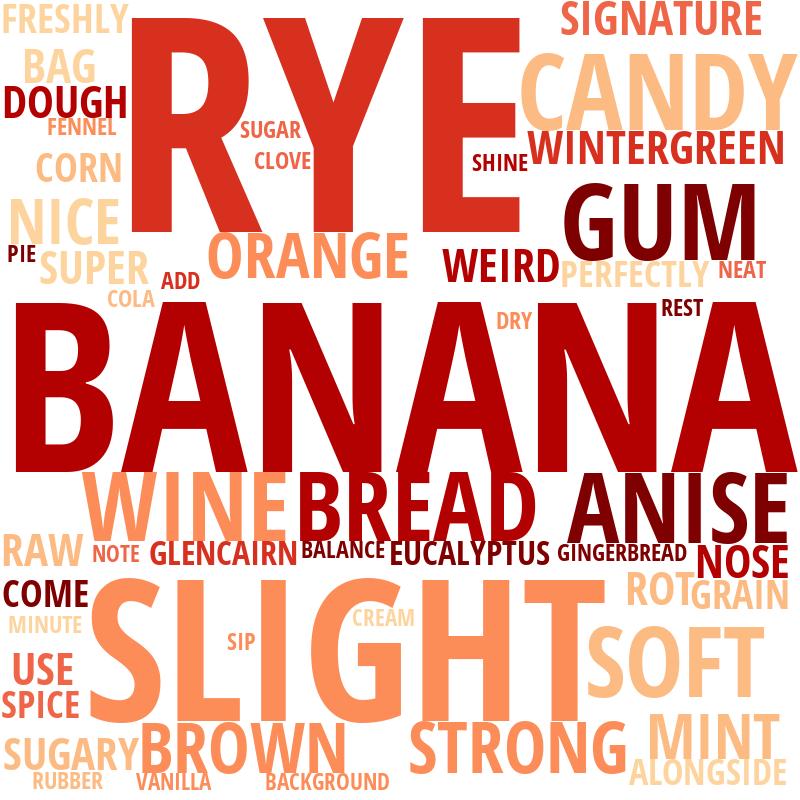 FRESHLY
SIGNATURE
RYE
BAG
CANDY
DOUGH
FENNEL
SUGAR
CLOVE
SHINE
WINTERGREEN
CORN
NICE
GUM
PIE
SUPER
ORANGE
WEIRD
PERFECTLY
NEAT
ADD
COLA
DRY
REST
BANANA
WINE
BREAD
ANISE
RAW
NOTE
GLENCAIRN
BALANCE
EUCALYPTUS
GINGERBREAD
NOSE
COME
SLIGHT
ROT
GRAIN
MINUTE
SIP
CREAM
SOFT
USE
SPICE
SUGARY
BROWN
STRONG
MINT
ALONGSIDE
RUBBER
VANILLA
BACKGROUND